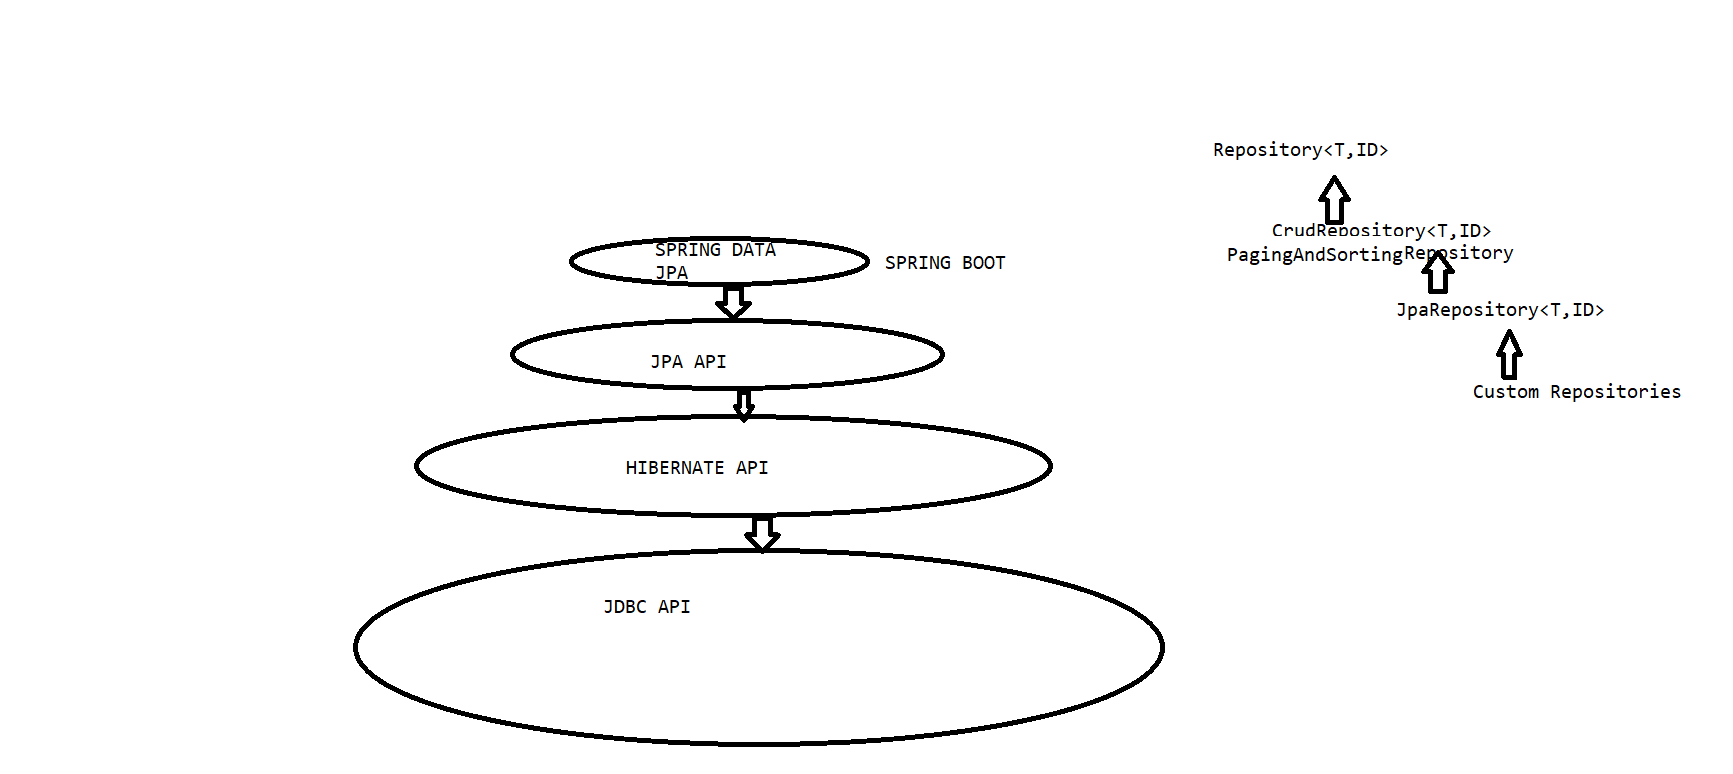 SPRING DATA
JPA
SPRING BOOT
JPA API
HIBERNATE API
JDBC API
Repository<T,ID>
CrudRepository<T,ID>
PagingAndSortingRepository
JpaRepository<T,ID>
Custom Repositories